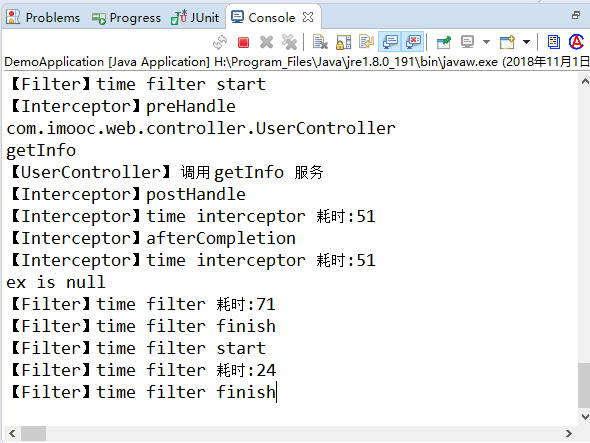 Problems Progress JUnit Console
DemoApplication [Java Application] H:\Program_Files\Java\jre1.8.0_191\bin\javaw.exe (2018年11月1日
【Filter】time filter start
【Interceptor】preHandle
com.imooc.web.controller.UserController
getInfo
【UserController】 调用 getInfo 服务
【Interceptor】postHandle
【Interceptor】time interceptor 耗时:51
【Interceptor】afterCompletion
【Interceptor】time interceptor 耗时:51
ex is null
【Filter】time filter 耗时:71
【Filter】time filter finish
【Filter】time filter start
【Filter】time filter 耗时:24
【Filter】time filter finish